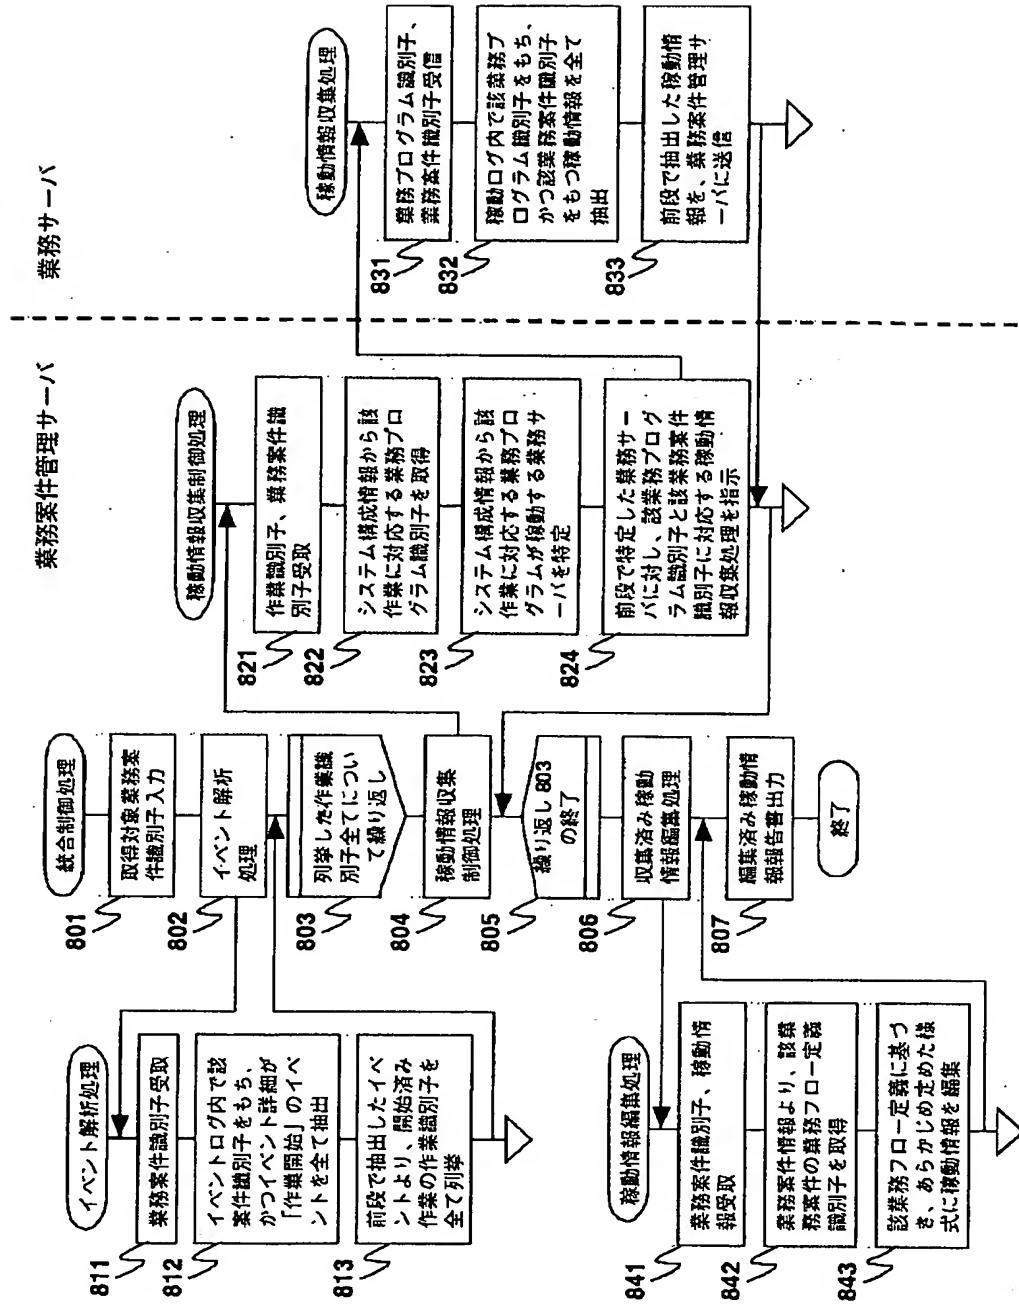 業務案件管理サーバ
業務サーバ
統合制御処理
801
取得対象業務案
件識別子入力
802
イベント解析
処理
803
列挙した作業識
別子全てについ
て繰り返し
804
稼動情報収集
制御処理
805
繰り返し 803
の終了
806
収集済み稼動
情報編集処理
807
編集済み稼動情
報報告書出力
終了
イベント解析処理
811
業務案件識別子受取
812
イベントログ内で該
案件識別子をもち、
かつイベント詳細が
「作業開始」のイベ
ントを全て抽出
813
前段で抽出したイベ
ントより、開始済み
作業の作業識別子を
全て列挙
稼動情報収集制御処理
821
作業識別子、業務案件識
別子受取
822
システム構成情報から該
作業に対応する業務プロ
グラム識別子を取得
823
システム構成情報から該
作業に対応する業務プロ
グラムが稼動する業務サ
ーバを特定
824
前段で特定した業務サー
バに対し、該業務プログ
ラム識別子と該業務案件
識別子に対応する稼動情
報収集処理を指示
稼動情報収集処理
831
業務プログラム識別子、
業務案件識別子受信
832
稼動ログ内で該業務プ
ログラム識別子をもち、
かつ該業務案件識別子
をもつ稼動情報を全て
抽出
833
前段で抽出した稼動情
報を、業務案件管理サ
ーバに送信
稼動情報編集処理
841
業務案件識別子、稼動情
報受取
842
業務案件情報より、該業
務案件の業務フロー定義
識別子を取得
843
該業務フロー定義に基づ
き、あらかじめ定めた様
式に稼動情報を編集